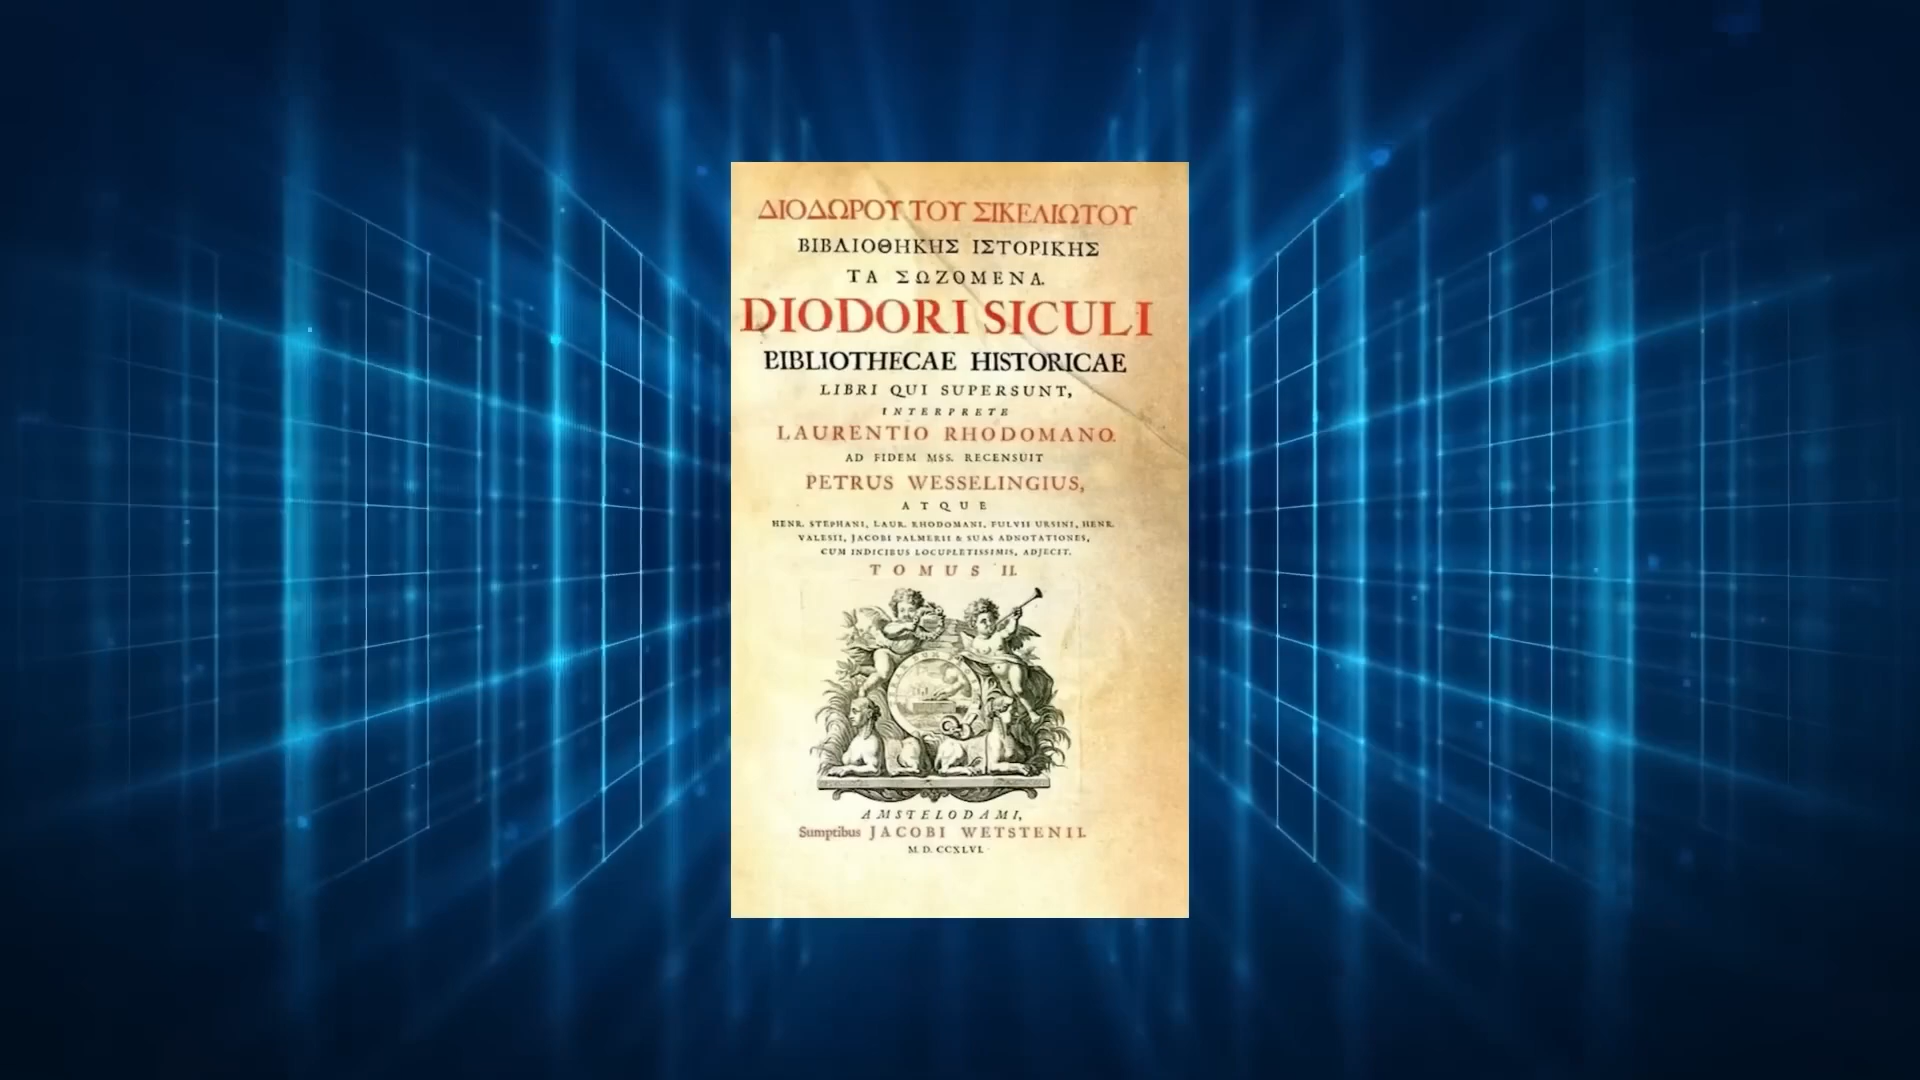 ΔΙΟΔΩΡΟΥ ΤΟΥ ΣΙΚΕΛΙΩΤΟΥ
ΒΙΒΛΙΟΘΗΚΗΣ ΙΣΤΟΡΙΚΗΣ
ΤΑ ΣΩΖΟΜΕΝΑ.
DIODORI SICULI
BIBLIOTHECAE HISTORICAE
LIBRI QUI SUPERSUNT,
INTERPRETE
LAURENTIO RHODOMANO.
AD FIDEM MSS. RECENSUIT
PETRUS WESSELINGIUS,
ATQUE
HENR. STEPHANI, LAUR. RHODOMANI, FULVII URSINI, HENR.
VALESII, JACOBI PALMERII & SUAS ADNOTATIONES,
CUM INDICIBUS LOCUPLETISSIMIS, ADJECIT.
TOMUS II.
AMSTELODAMI,
Sumptibus JACOBI WETSTENII.
M. D. CCXLVI.